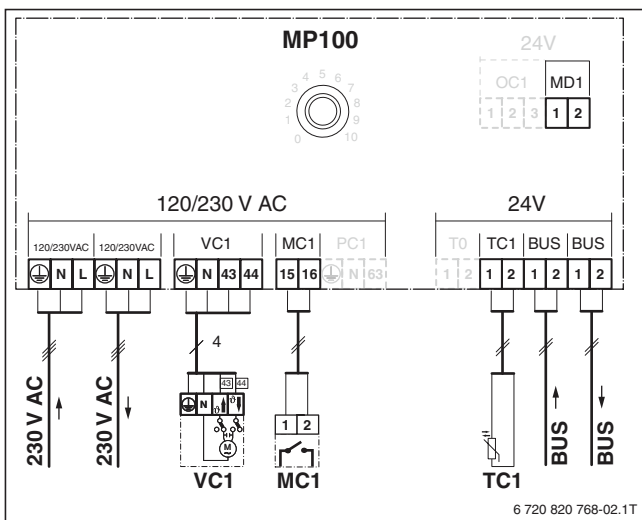 MP100
24V
OC1 MD1
1 2 3 1 2
0 1 2 3 4 5 6 7 8 9 10
120/230 V AC
24V
120/230VAC 120/230VAC VC1 MC1 PC1 T0 TC1 BUS BUS
N L N L N 43 44 15 16 N 63 1 2 1 2 1 2 1 2
4
43 44
N ϑ ϑ
M
1 2
230 V AC
230 V AC
VC1
MC1
TC1
BUS
BUS
6 720 820 768-02.1T